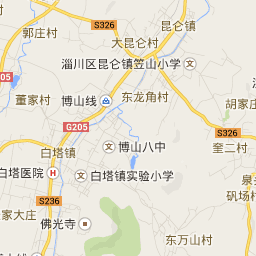 昆仑镇
郭庄村
S326
大昆仑村
淄川区昆仑镇笠山小学
董家村
博山线
东龙角村
胡家庄
G205
S326
白塔镇
博山八中
奎二村
白塔医院
H
白塔镇实验小学
泉
矾场村
S236
家大庄
佛光寺
东万山村